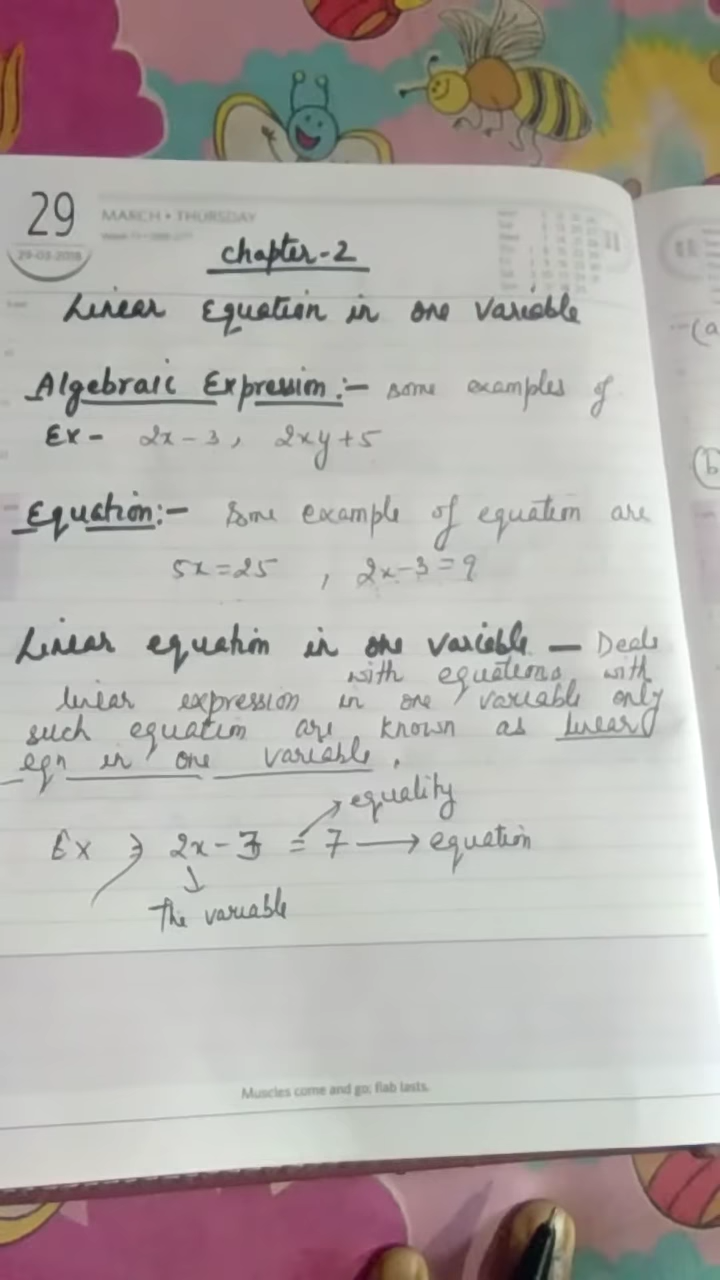 29
MARCH • THURSDAY
29-03-2018
Chapter-2
Linear Equation in one Variable
Algebraic Expression:- Some examples of
Ex- 2x-3, 2xy+5
(a
(b
Equation:- Some example of equation are
5x=25 , 2x-3=9
Linear equation in one variable - Deals
with equations with
linear expression in one variable only
such equation are known as linear
eqn in one variable.
equality
Ex 2x-3 = 7 → equation
The variable
Muscles come and go; flab lasts.